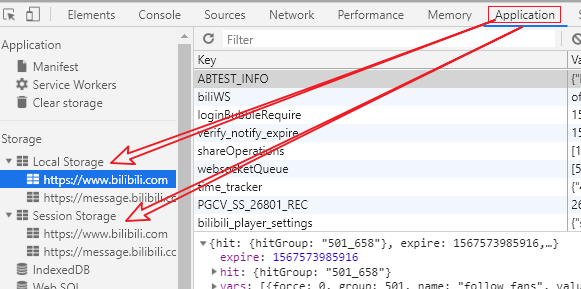 Elements Console Sources Network Performance Memory Application
Application
Manifest
Service Workers
Clear storage
Storage
Local Storage
https://www.bilibili.com
https://message.bilibili.cc
Session Storage
https://www.bilibili.com
https://message.bilibili.cc
IndexedDB
Web SQL
Filter
Key
ABTEST_INFO
{"
biliWS
of
loginBubbleRequire
15
verify_notify_expire
15
shareOperations
[1
websocketQueue
[5
time_tracker
{"
PGCV_SS_26801_REC
26
bilibili_player_settings
{"s
{hit: {hitGroup: "501_658"}, expire: 1567573985916,…}
expire: 1567573985916
hit: {hitGroup: "501_658"}
vars: [{force: 0, group: 501, name: "follow_fans", valu